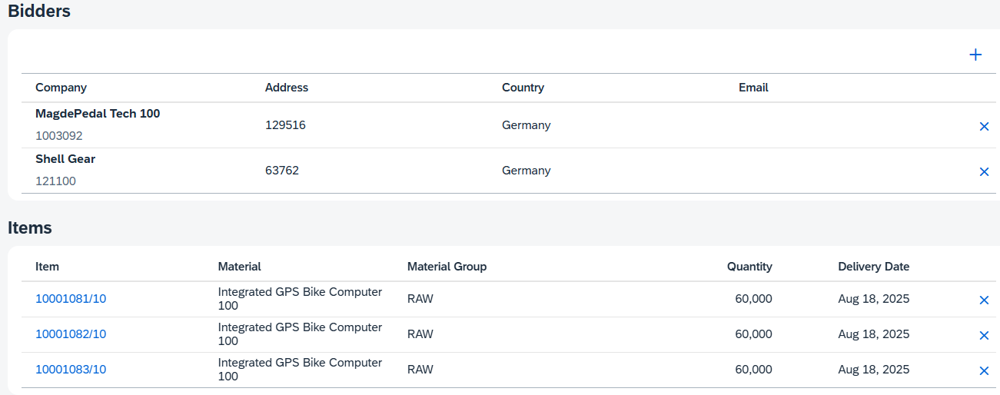 Bidders
Company Address Country Email
MagdePedal Tech 100
129516 Germany
1003092
Shell Gear
63762 Germany
121100
Items
Item Material Material Group Quantity Delivery Date
10001081/10 Integrated GPS Bike Computer 100 RAW 60,000 Aug 18, 2025
10001082/10 Integrated GPS Bike Computer 100 RAW 60,000 Aug 18, 2025
10001083/10 Integrated GPS Bike Computer 100 RAW 60,000 Aug 18, 2025